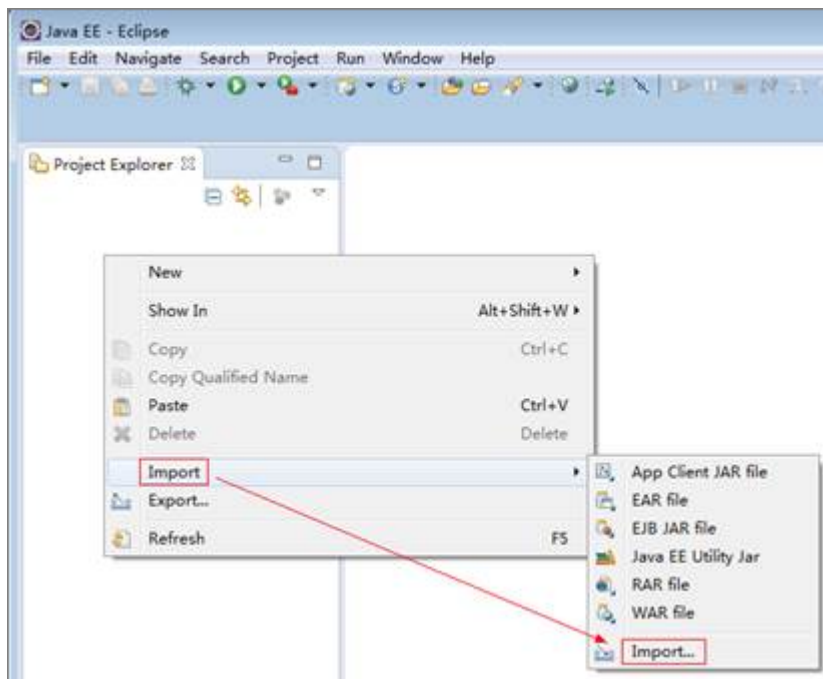 Java EE - Eclipse
File Edit Navigate Search Project Run Window Help
Project Explorer
New
Show In Alt+Shift+W
Copy Ctrl+C
Copy Qualified Name
Paste Ctrl+V
Delete Delete
Import
Export...
Refresh F5
App Client JAR file
EAR file
EJB JAR file
Java EE Utility Jar
RAR file
WAR file
Import...